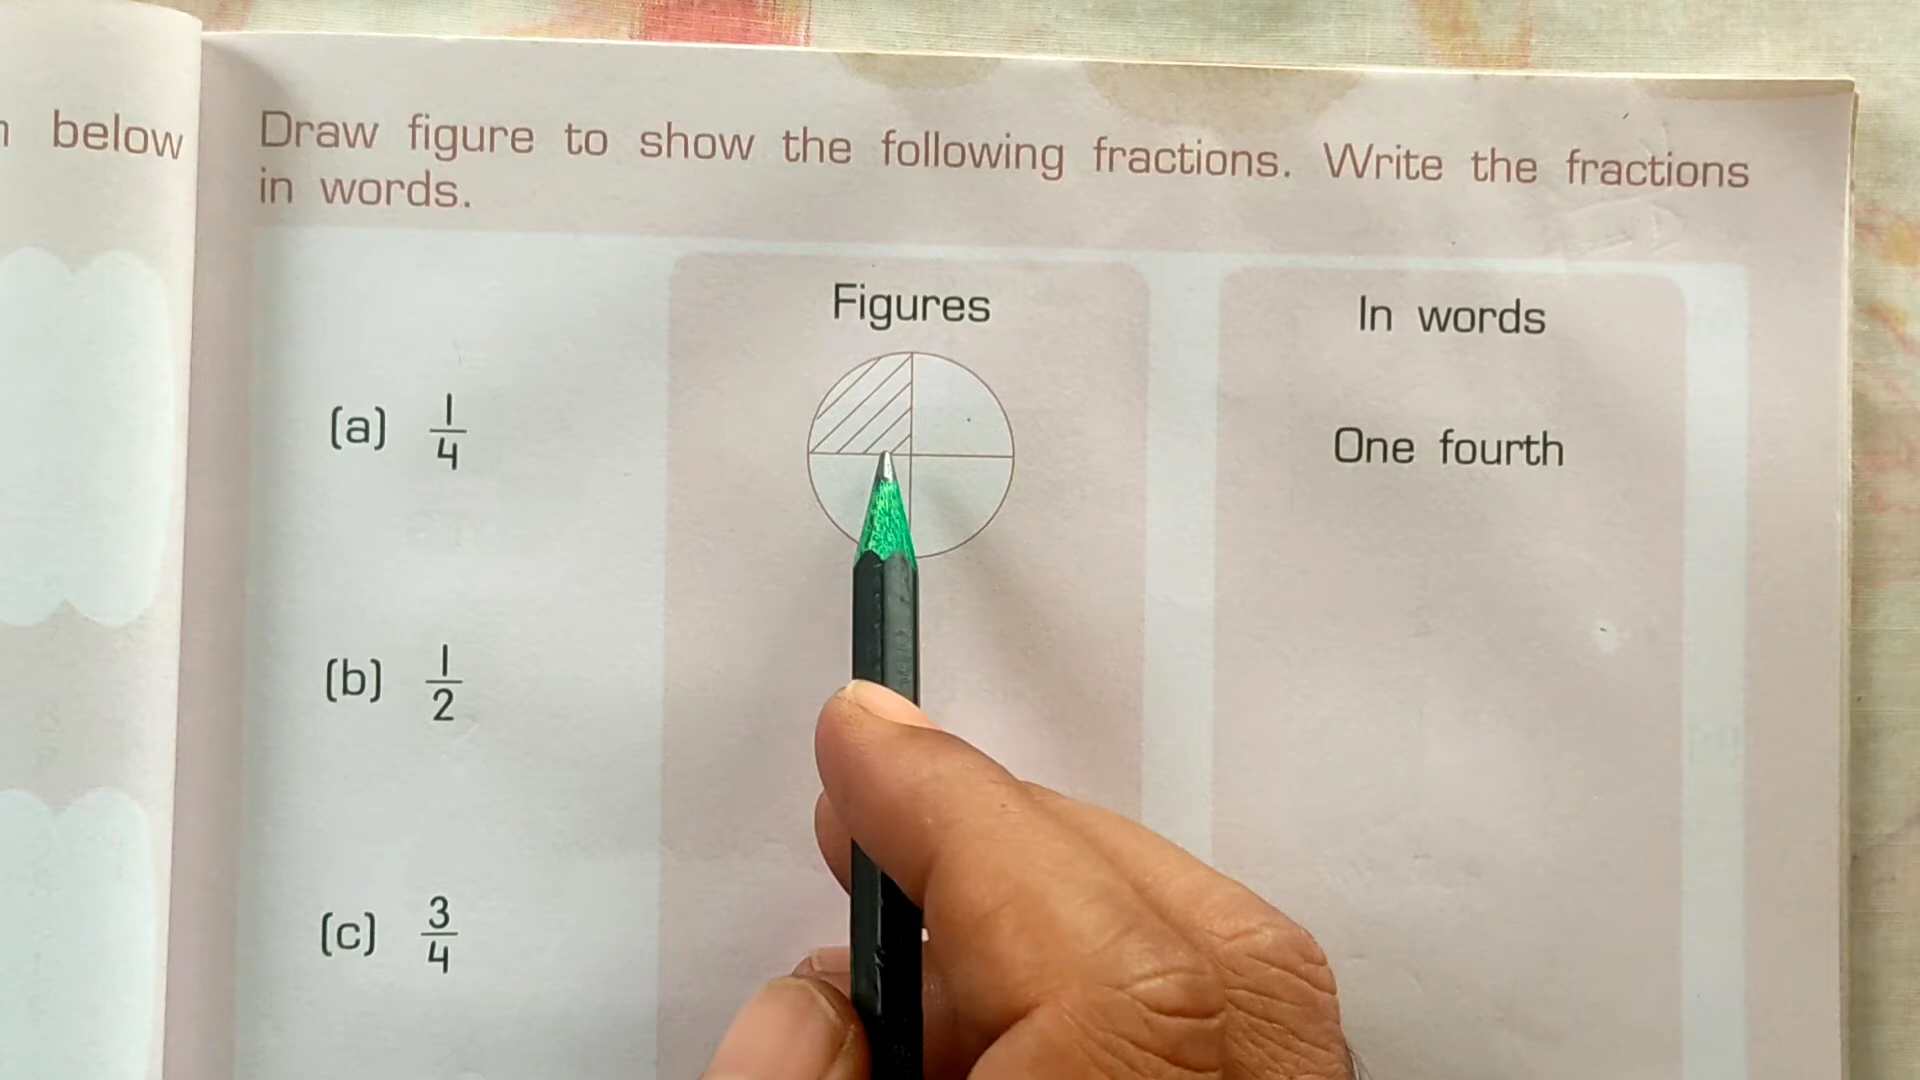 below
Draw figure to show the following fractions. Write the fractions
in words.
Figures
In words
(a) 1/4
One fourth
(b) 1/2
(c) 3/4